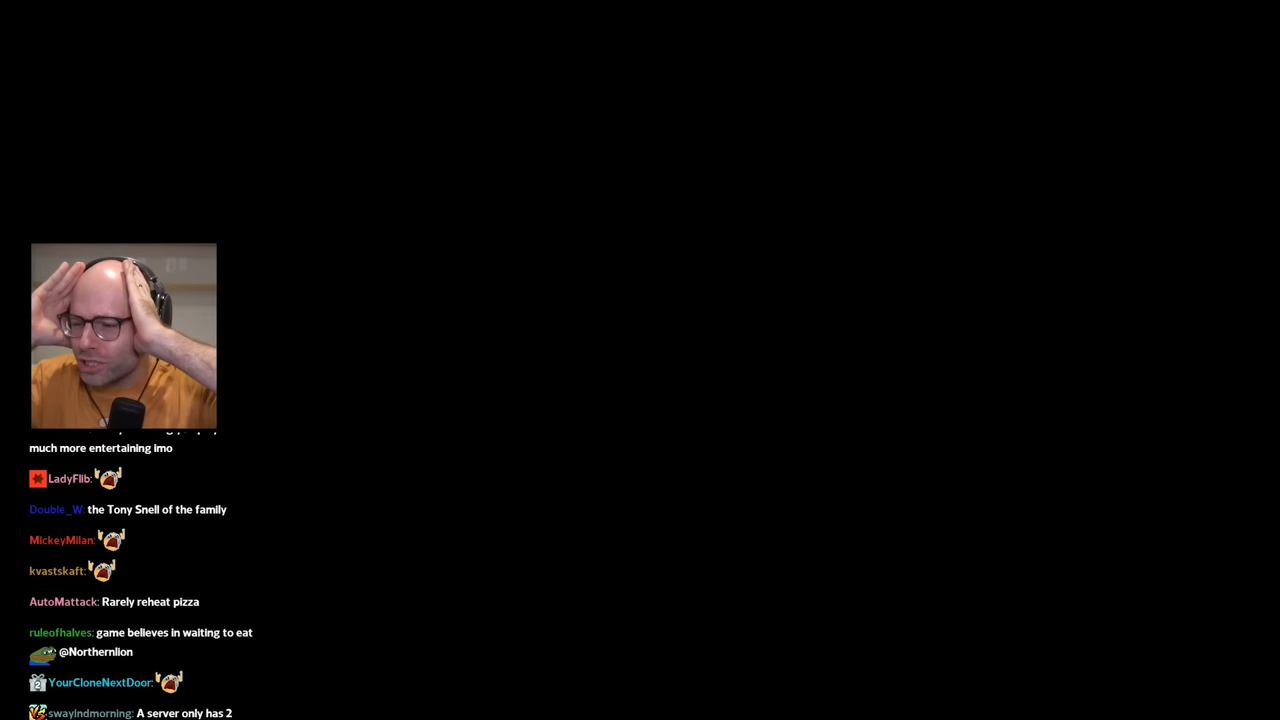 much more entertaining imo
LadyFlib:
Double_W: the Tony Snell of the family
MickeyMilan:
kvastskaft:
AutoMattack: Rarely reheat pizza
ruleofhalves: game believes in waiting to eat
@Northernlion
2 YourCloneNextDoor:
swayindmorning: A server only has 2